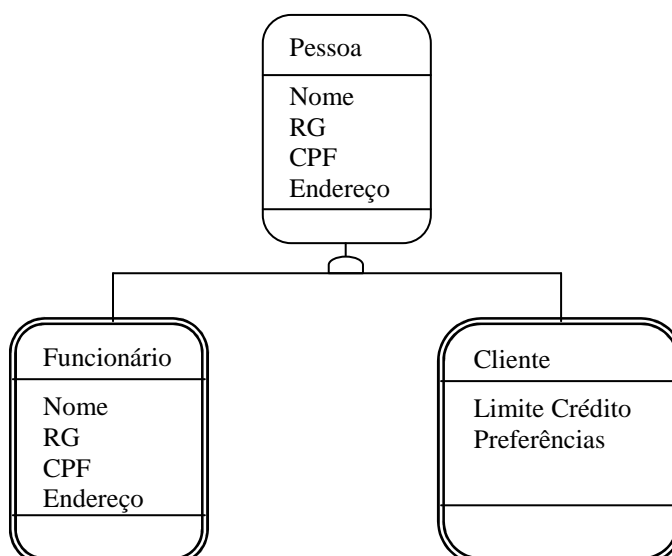 Pessoa
Nome
RG
CPF
Endereço
Funcionário
Nome
RG
CPF
Endereço
Cliente
Limite Crédito
Preferências